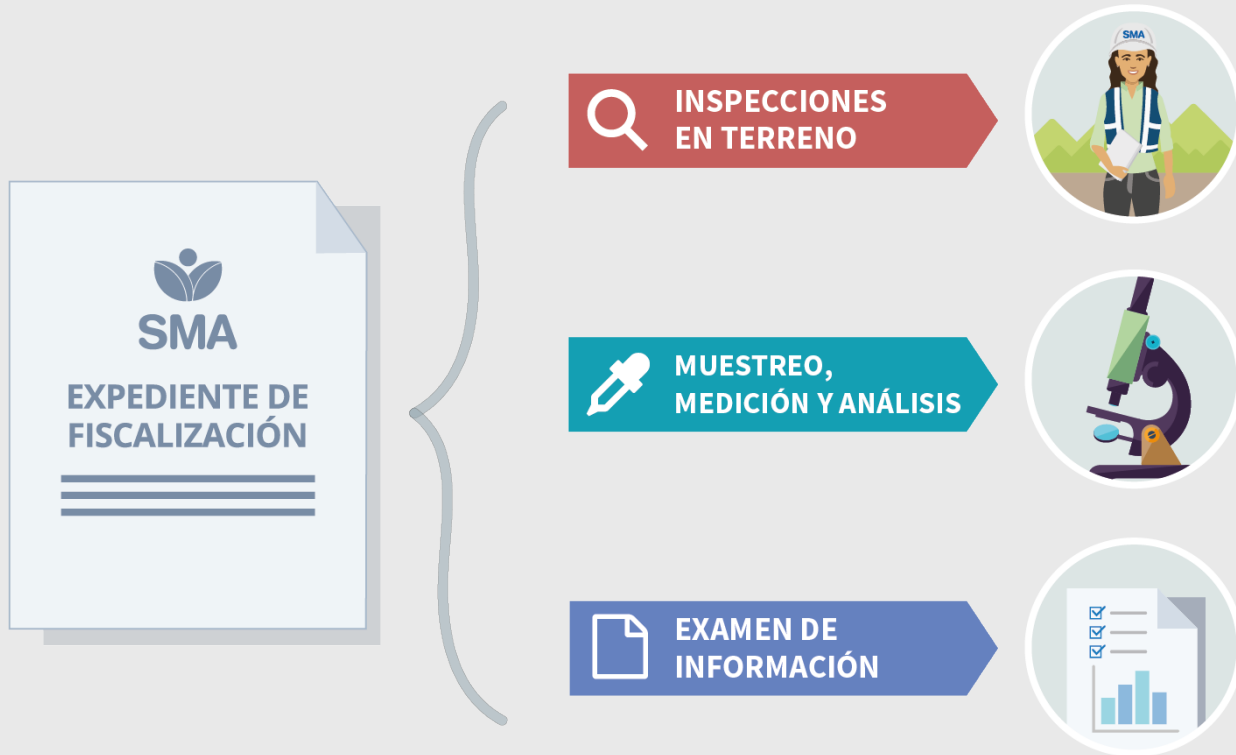 SMA
EXPEDIENTE DE
FISCALIZACIÓN
INSPECCIONES
EN TERRENO
SMA
MUESTREO,
MEDICIÓN Y ANÁLISIS
EXAMEN DE
INFORMACIÓN